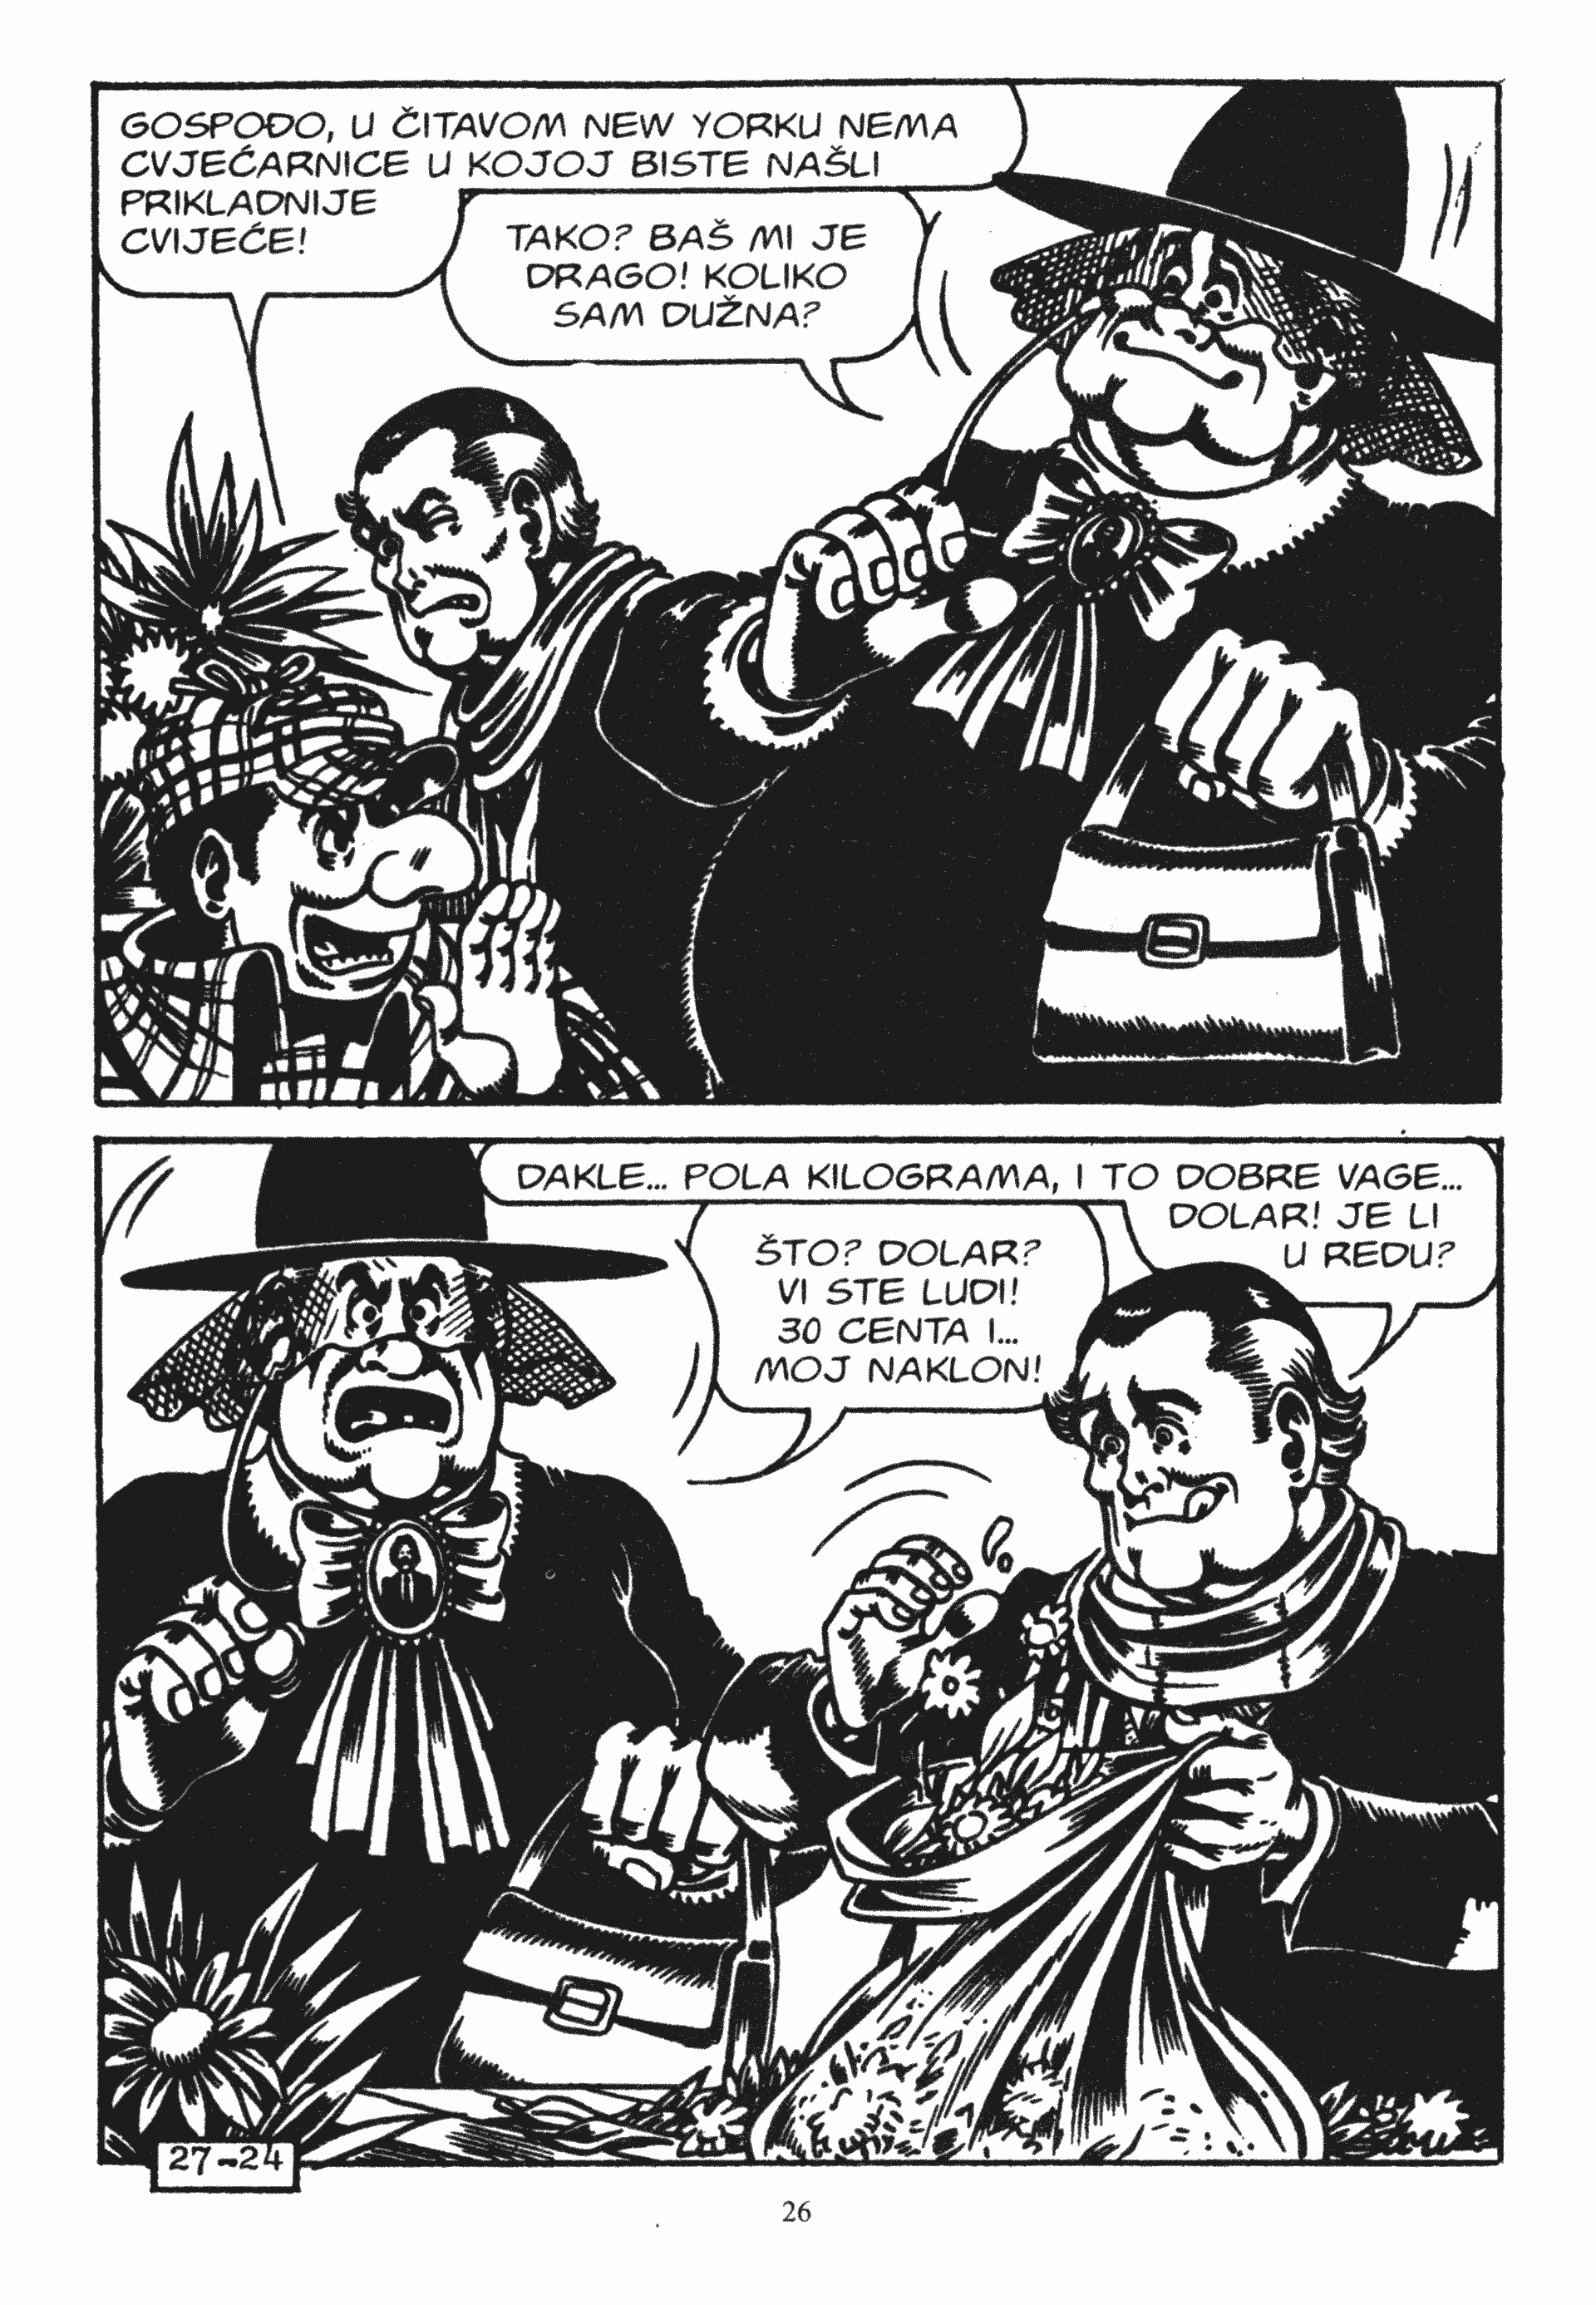 GOSPOĐO, U ČITAVOM NEW YORKU NEMA
CVJEĆARNICE U KOJOJ BISTE NAŠLI
PRIKLADNIJE
CVIJEĆE!
TAKO? BAŠ MI JE
DRAGO! KOLIKO
SAM DUŽNA?
DAKLE... POLA KILOGRAMA, I TO DOBRE VAGE...
DOLAR! JE LI
U REDU?
ŠTO? DOLAR?
VI STE LUDI!
30 CENTA I...
MOJ NAKLON!
27-24
26